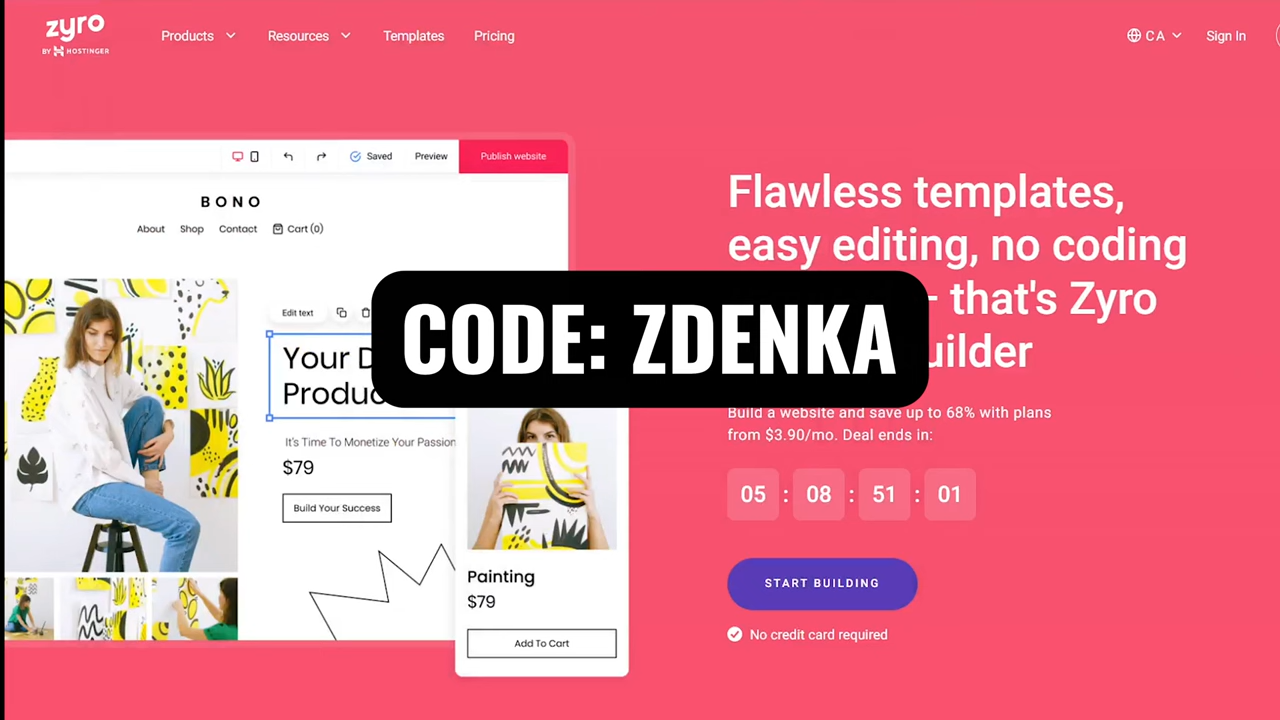 zyro
BY HOSTINGER
Products
Resources
Templates
Pricing
CA
Sign In
Saved
Preview
Publish website
BONO
About
Shop
Contact
Cart (0)
Edit text
Your D
Produc
It's Time To Monetize Your Passion
$79
Build Your Success
Painting
$79
Add To Cart
CODE: ZDENKA
Flawless templates,
easy editing, no coding
- that's Zyro
uilder
Build a website and save up to 68% with plans
from $3.90/mo. Deal ends in:
05 : 08 : 51 : 01
START BUILDING
No credit card required